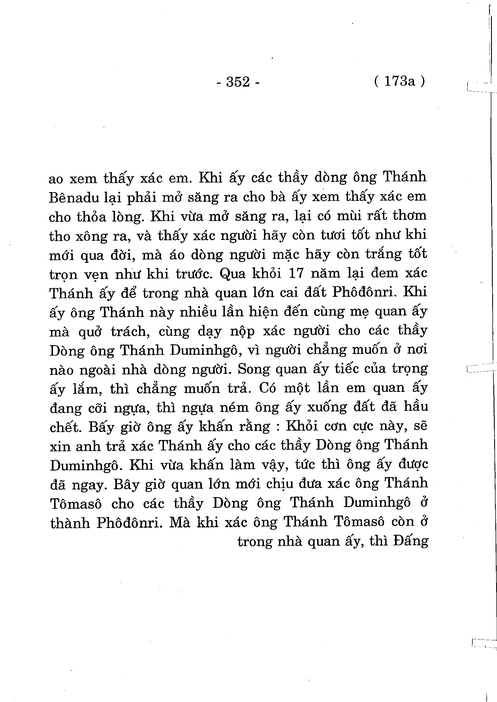 - 352 -
( 173a )
ao xem thấy xác em. Khi ấy các thầy dòng ông Thánh
Bênadu lại phải mở săng ra cho bà ấy xem thấy xác em
cho thỏa lòng. Khi vừa mở săng ra, lại có mùi rất thơm
tho xông ra, và thấy xác người hãy còn tươi tốt như khi
mới qua đời, mà áo dòng người mặc hãy còn trắng tốt
trọn vẹn như khi trước. Qua khỏi 17 năm lại đem xác
Thánh ấy để trong nhà quan lớn cai đất Phôđônri. Khi
ấy ông Thánh này nhiều lần hiện đến cùng mẹ quan ấy
mà quở trách, cùng dạy nộp xác người cho các thầy
Dòng ông Thánh Duminhgô, vì người chẳng muốn ở nơi
nào ngoài nhà dòng người. Song quan ấy tiếc của trọng
ấy lắm, thì chẳng muốn trả. Có một lần em quan ấy
đang cỡi ngựa, thì ngựa ném ông ấy xuống đất đã hầu
chết. Bấy giờ ông ấy khấn rằng : Khỏi cơn cực này, sẽ
xin anh trả xác Thánh ấy cho các thầy Dòng ông Thánh
Duminhgô. Khi vừa khấn làm vậy, tức thì ông ấy được
đã ngay. Bây giờ quan lớn mới chịu đưa xác ông Thánh
Tômasô cho các thầy Dòng ông Thánh Duminhgô ở
thành Phôđônri. Mà khi xác ông Thánh Tômasô còn ở
trong nhà quan ấy, thì Đấng